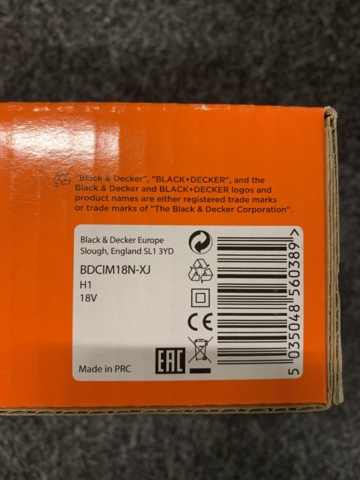 "Black & Decker", "BLACK+DECKER", and the
Black & Decker and BLACK+DECKER logos and
product names are either registered trade marks
or trade marks of "The Black & Decker Corporation".
Black & Decker Europe
Slough, England SL1 3YD
BDCIM18N-XJ
H1
18V
CE
EAC
Made in PRC
5 035048 560389 >